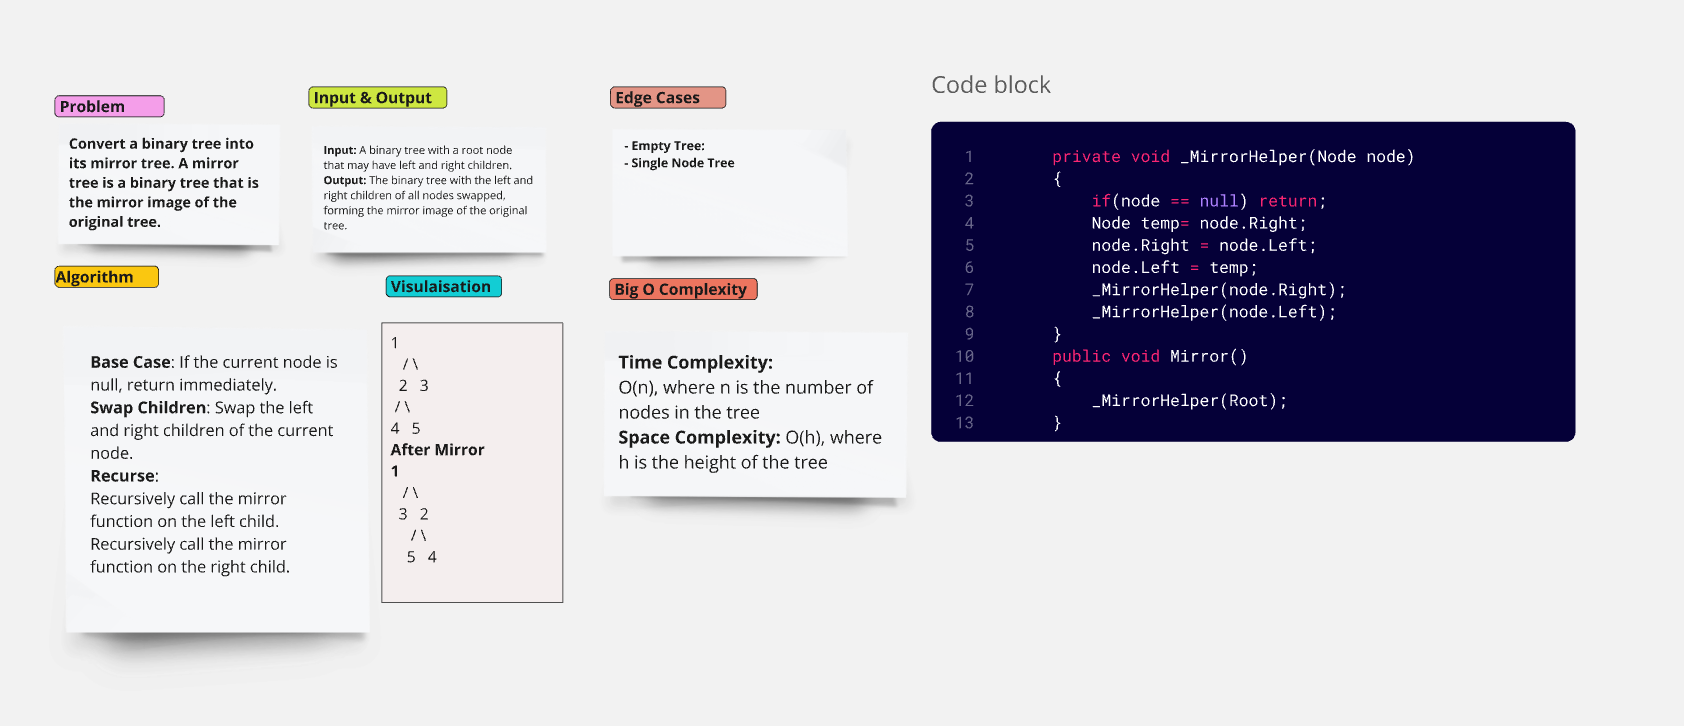 Problem
Convert a binary tree into
its mirror tree. A mirror
tree is a binary tree that is
the mirror image of the
original tree.
Input & Output
Input: A binary tree with a root node
that may have left and right children.
Output: The binary tree with the left and
right children of all nodes swapped,
forming the mirror image of the original
tree.
Edge Cases
- Empty Tree:
- Single Node Tree
Algorithm
Base Case: If the current node is
null, return immediately.
Swap Children: Swap the left
and right children of the current
node.
Recurse:
Recursively call the mirror
function on the left child.
Recursively call the mirror
function on the right child.
Visulaisation
1
/ \
2 3
/ \
4 5
After Mirror
1
/ \
3 2
/ \
5 4
Big O Complexity
Time Complexity:
O(n), where n is the number of
nodes in the tree
Space Complexity: O(h), where
h is the height of the tree
Code block
1 private void _MirrorHelper(Node node)
2 {
3 if(node == null) return;
4 Node temp= node.Right;
5 node.Right = node.Left;
6 node.Left = temp;
7 _MirrorHelper(node.Right);
8 _MirrorHelper(node.Left);
9 }
10 public void Mirror()
11 {
12 _MirrorHelper(Root);
13 }